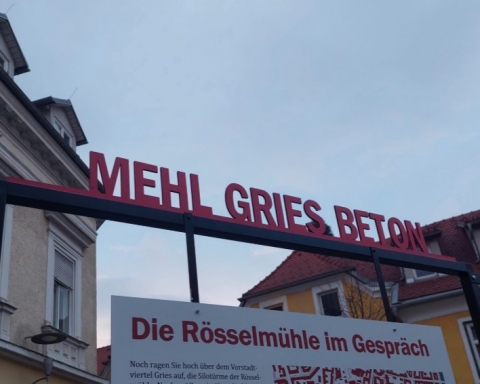 MEHL GRIES BETON
Die Rösselmühle im Gespräch
Noch ragen Sie hoch über dem Vorstadt-
viertel Gries auf, die Silotürme der Rössel-